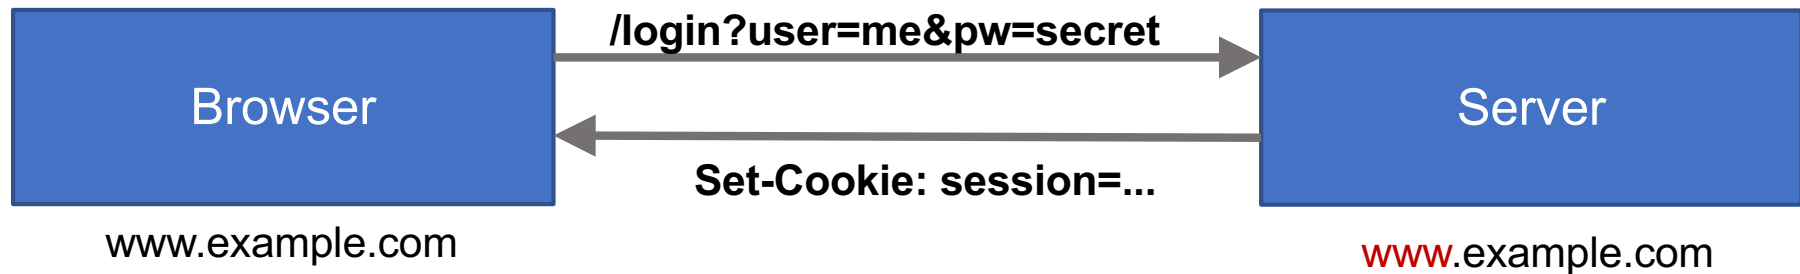 /login?user=me&pw=secret
Browser
Server
Set-Cookie: session=...
www.example.com
www.example.com